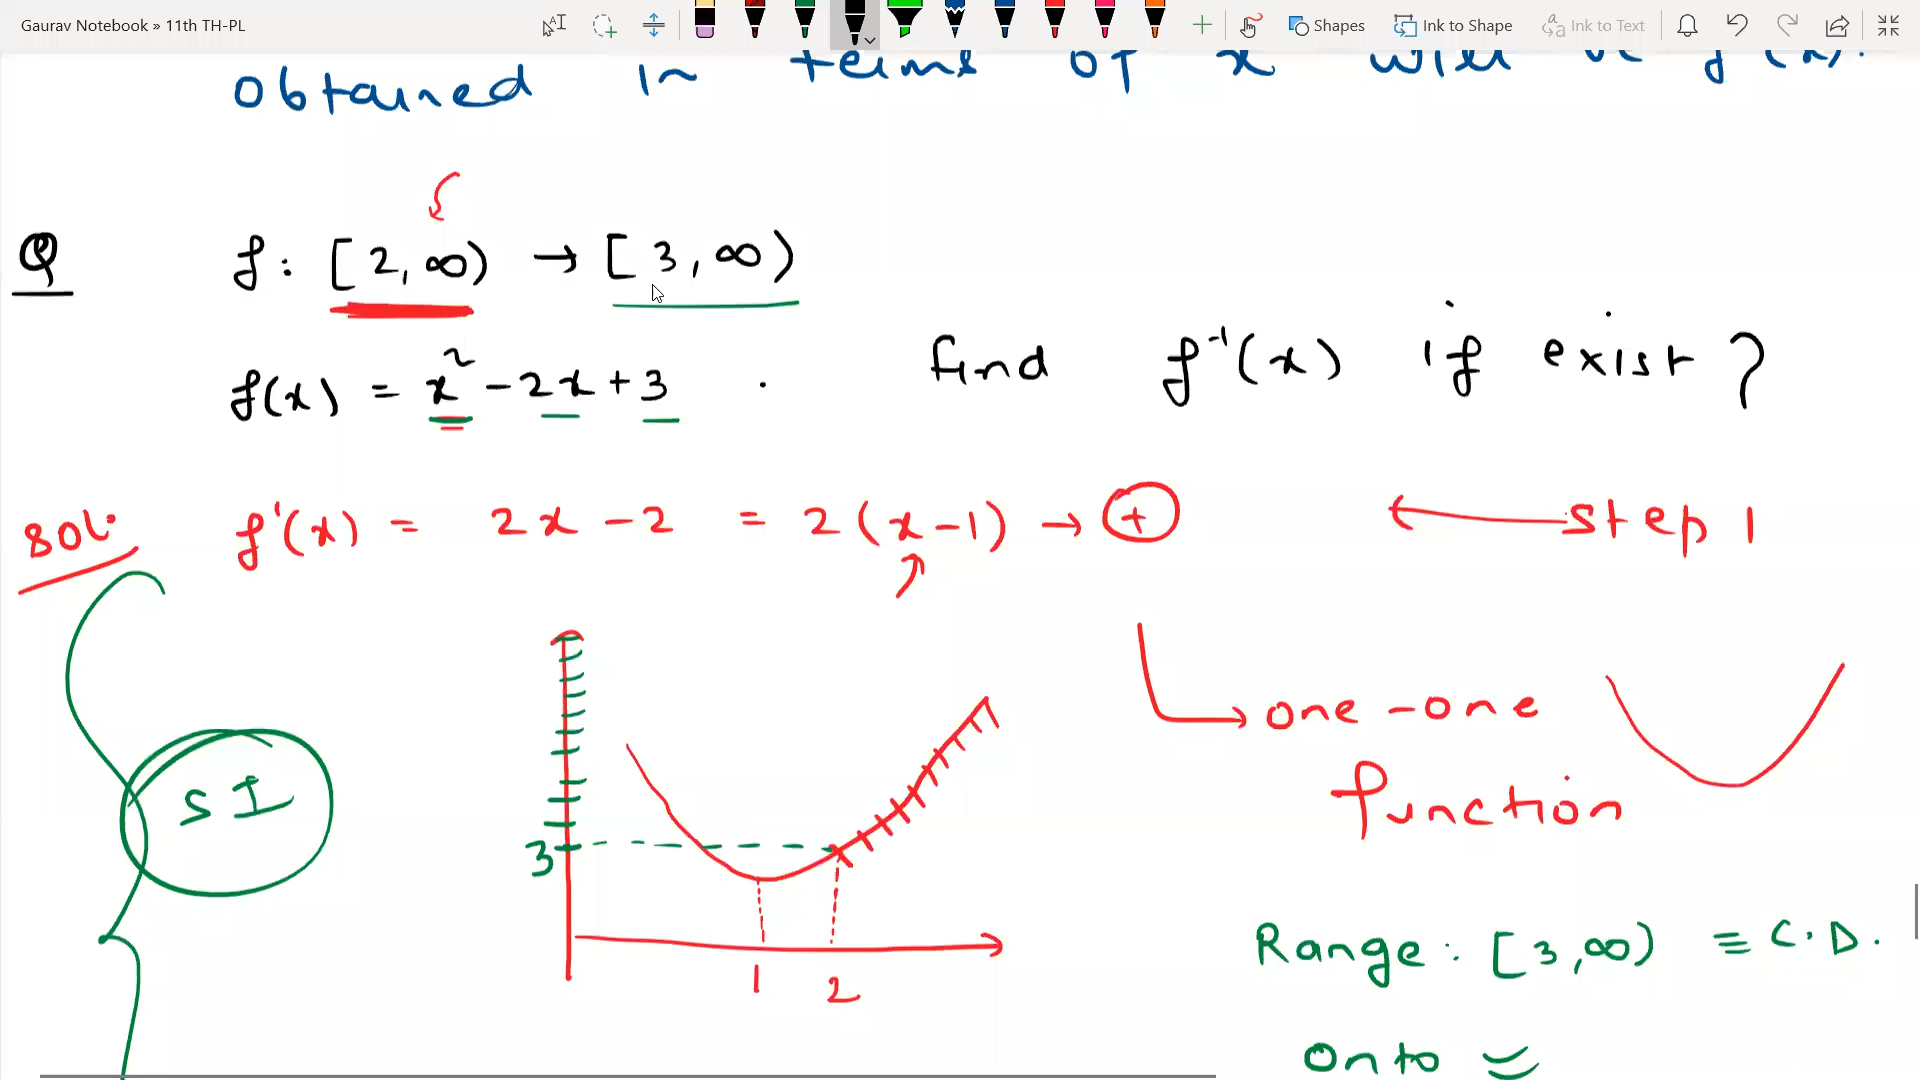 Gaurav Notebook » 11th TH-PL
Shapes
Ink to Shape
Ink to Text
obtained in terms of x will be f⁻¹(x).
Q
f: [2, ∞) → [3, ∞)
f(x) = x² - 2x + 3 .
find f⁻¹(x) if exist?
Sol.
f'(x) = 2x - 2 = 2(x-1) → +
← Step 1
SI
3
1
2
one-one
function
Range: [3, ∞) ≡ C.D.
Onto